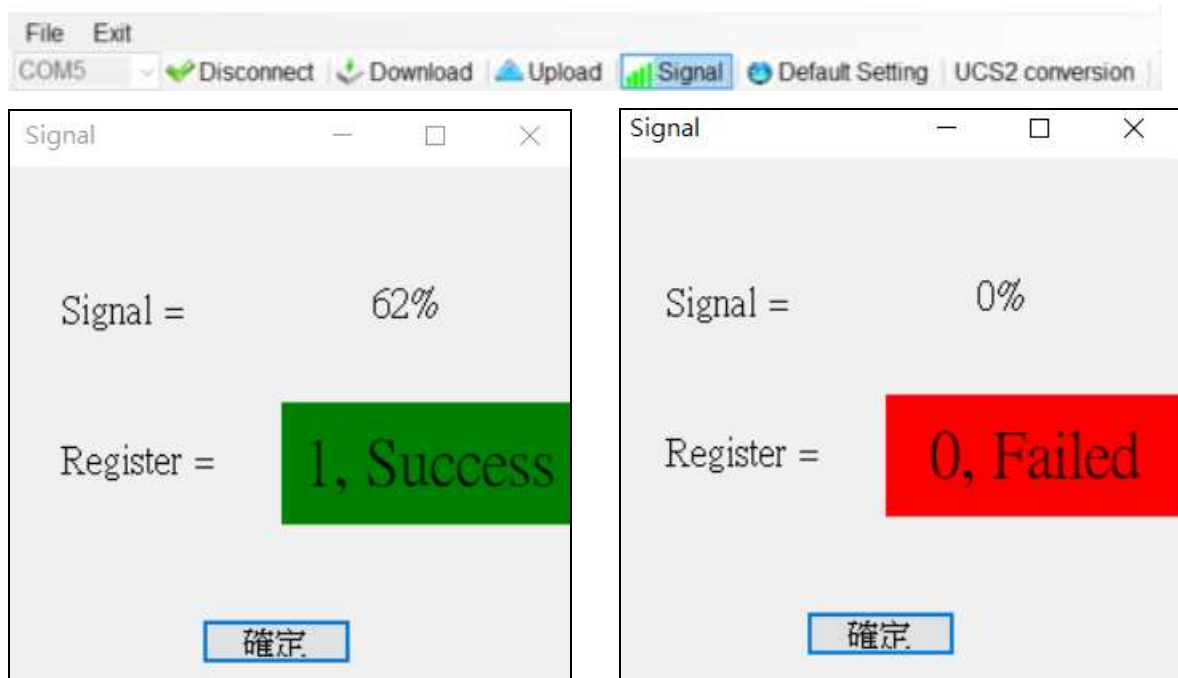 File Exit
COM5 Disconnect Download Upload Signal Default Setting UCS2 conversion
Signal
Signal = 62%
Register = 1, Success
確定
Signal
Signal = 0%
Register = 0, Failed
確定